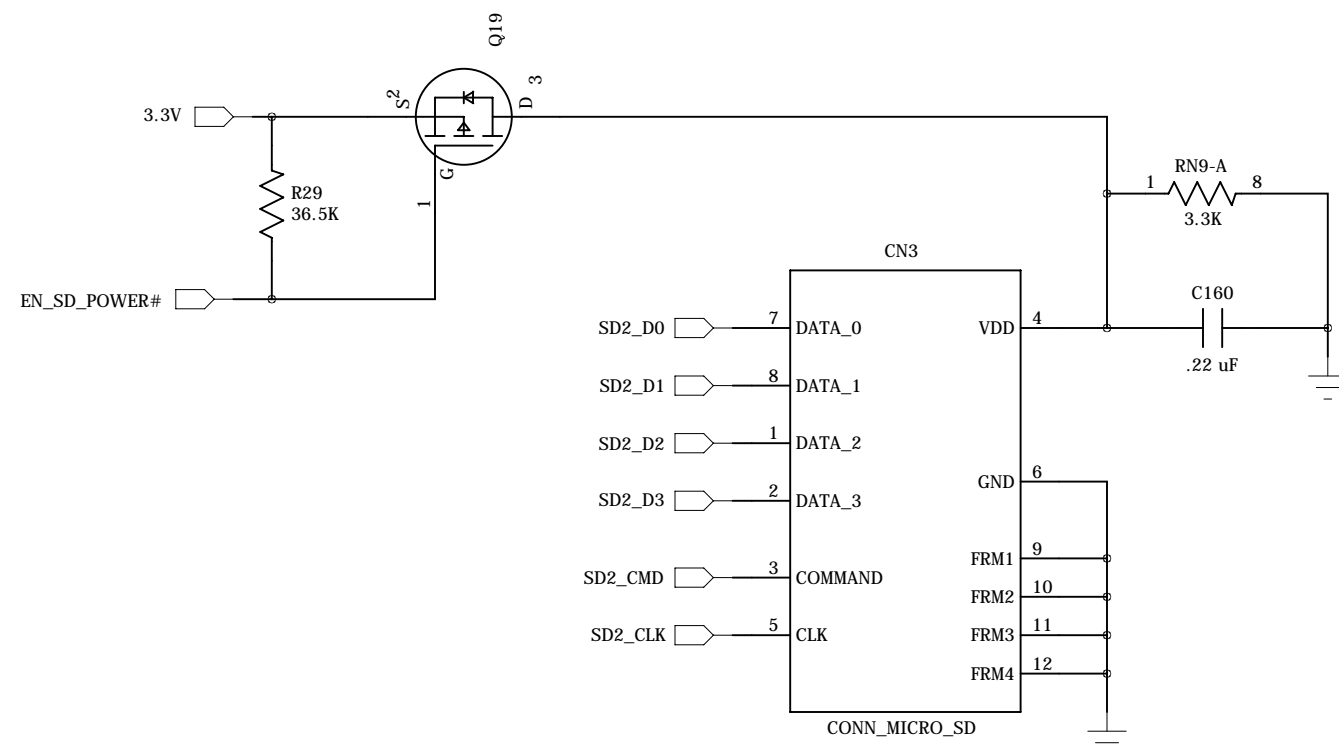 Q19
S
2
D
3
3.3V
G
1
R29
36.5K
EN_SD_POWER#
RN9-A
1
8
3.3K
CN3
C160
.22 uF
SD2_D0
7
DATA_0
VDD
4
SD2_D1
8
DATA_1
SD2_D2
1
DATA_2
GND
6
SD2_D3
2
DATA_3
FRM1
9
SD2_CMD
3
COMMAND
FRM2
10
SD2_CLK
5
CLK
FRM3
11
FRM4
12
CONN_MICRO_SD